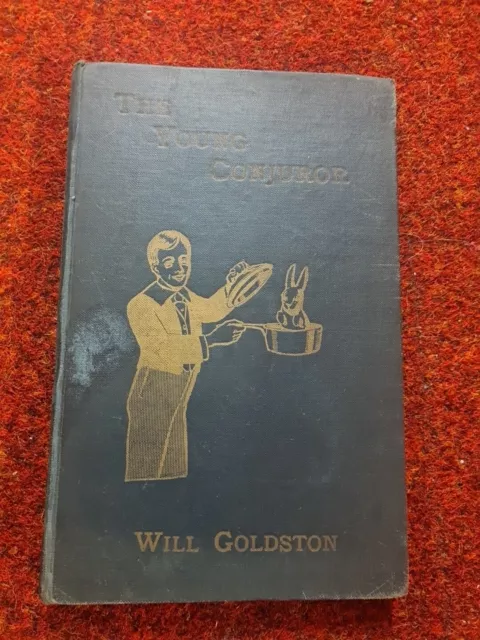 The
Young
Conjuror
Will Goldston